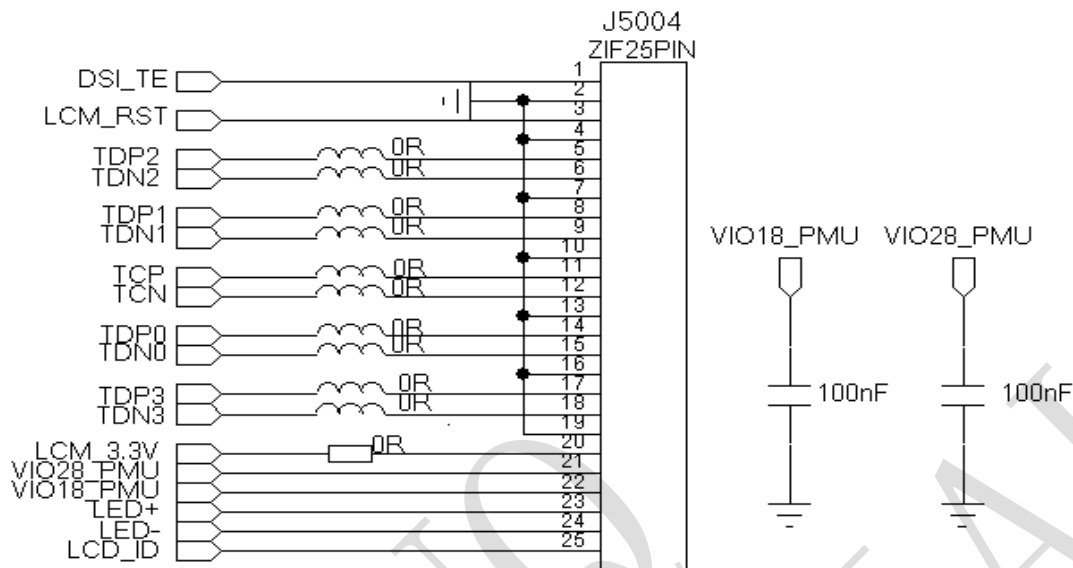 J5004
ZIF25PIN
DSI_TE 1
2
LCM_RST 3
4
TDP2 0R 5
TDN2 0R 6
7
TDP1 0R 8
TDN1 0R 9
10
TCP 0R 11
TCN 0R 12
13
TDP0 0R 14
TDN0 0R 15
16
TDP3 0R 17
TDN3 0R 18
19
LCM_3.3V 0R 20
VIO28_PMU 21
VIO18_PMU 22
LED+ 23
LED- 24
LCD_ID 25
VIO18_PMU VIO28_PMU
100nF 100nF